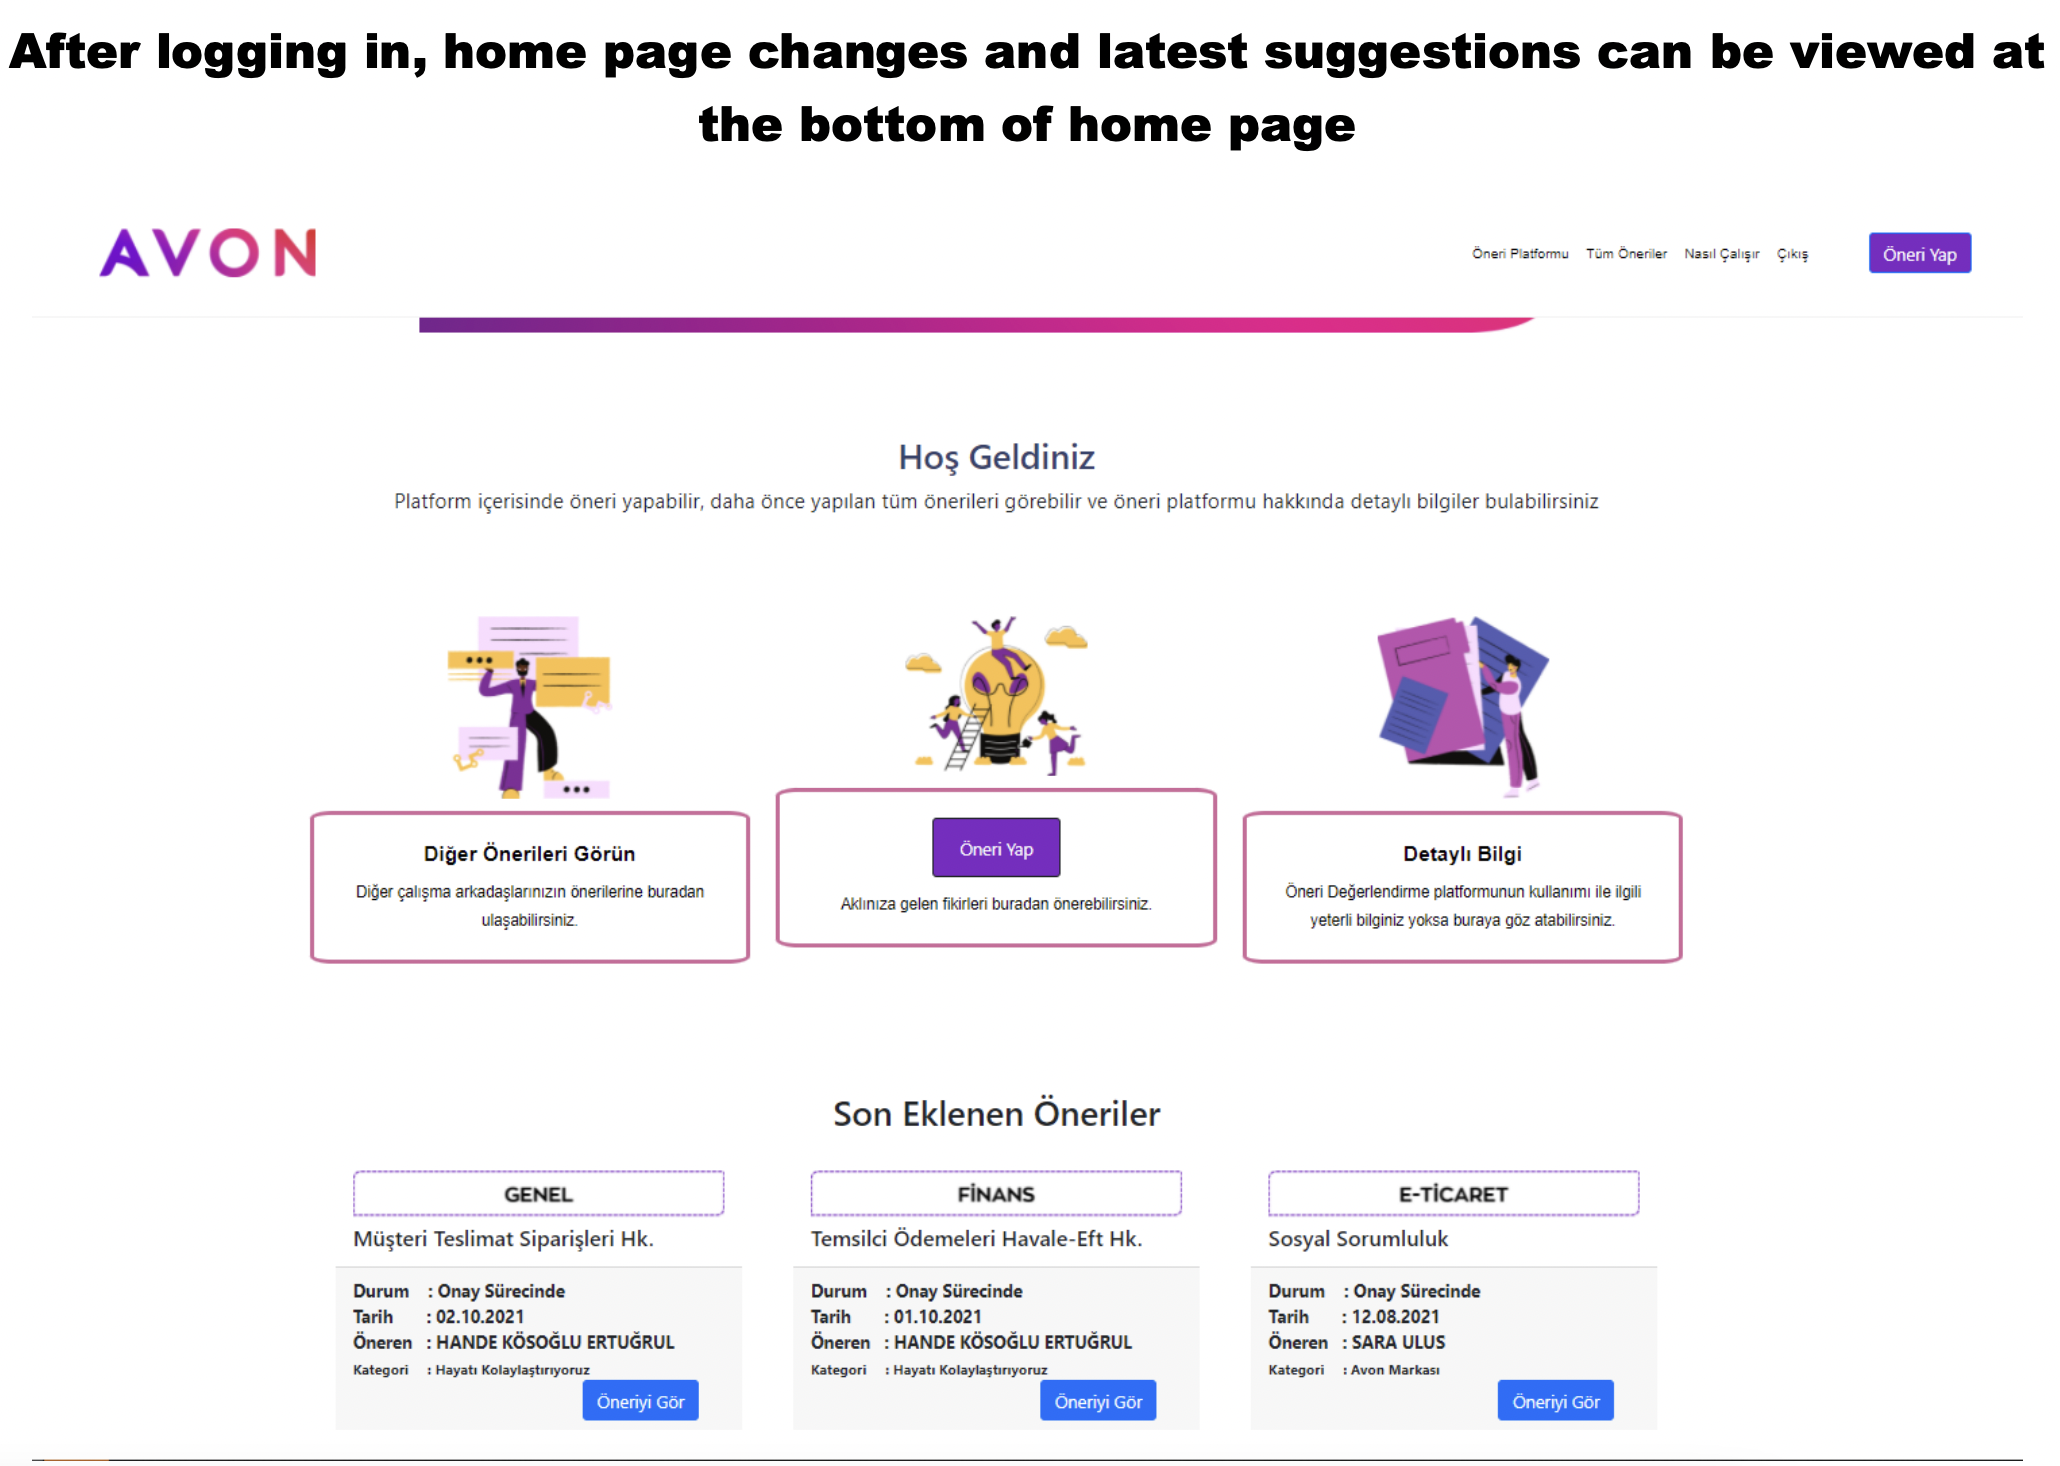 After logging in, home page changes and latest suggestions can be viewed at
the bottom of home page
AVON
Öneri Platformu Tüm Öneriler Nasıl Çalışır Çıkış Öneri Yap
Hoş Geldiniz
Platform içerisinde öneri yapabilir, daha önce yapılan tüm önerileri görebilir ve öneri platformu hakkında detaylı bilgiler bulabilirsiniz
Diğer Önerileri Görün
Diğer çalışma arkadaşlarınızın önerilerine buradan
ulaşabilirsiniz.
Öneri Yap
Aklınıza gelen fikirleri buradan önerebilirsiniz.
Detaylı Bilgi
Öneri Değerlendirme platformunun kullanımı ile ilgili
yeterli bilginiz yoksa buraya göz atabilirsiniz.
Son Eklenen Öneriler
GENEL
Müşteri Teslimat Siparişleri Hk.
Durum : Onay Sürecinde
Tarih : 02.10.2021
Öneren : HANDE KÖSOĞLU ERTUĞRUL
Kategori : Hayatı Kolaylaştırıyoruz
Öneriyi Gör
FİNANS
Temsilci Ödemeleri Havale-Eft Hk.
Durum : Onay Sürecinde
Tarih : 01.10.2021
Öneren : HANDE KÖSOĞLU ERTUĞRUL
Kategori : Hayatı Kolaylaştırıyoruz
Öneriyi Gör
E-TİCARET
Sosyal Sorumluluk
Durum : Onay Sürecinde
Tarih : 12.08.2021
Öneren : SARA ULUS
Kategori : Avon Markası
Öneriyi Gör